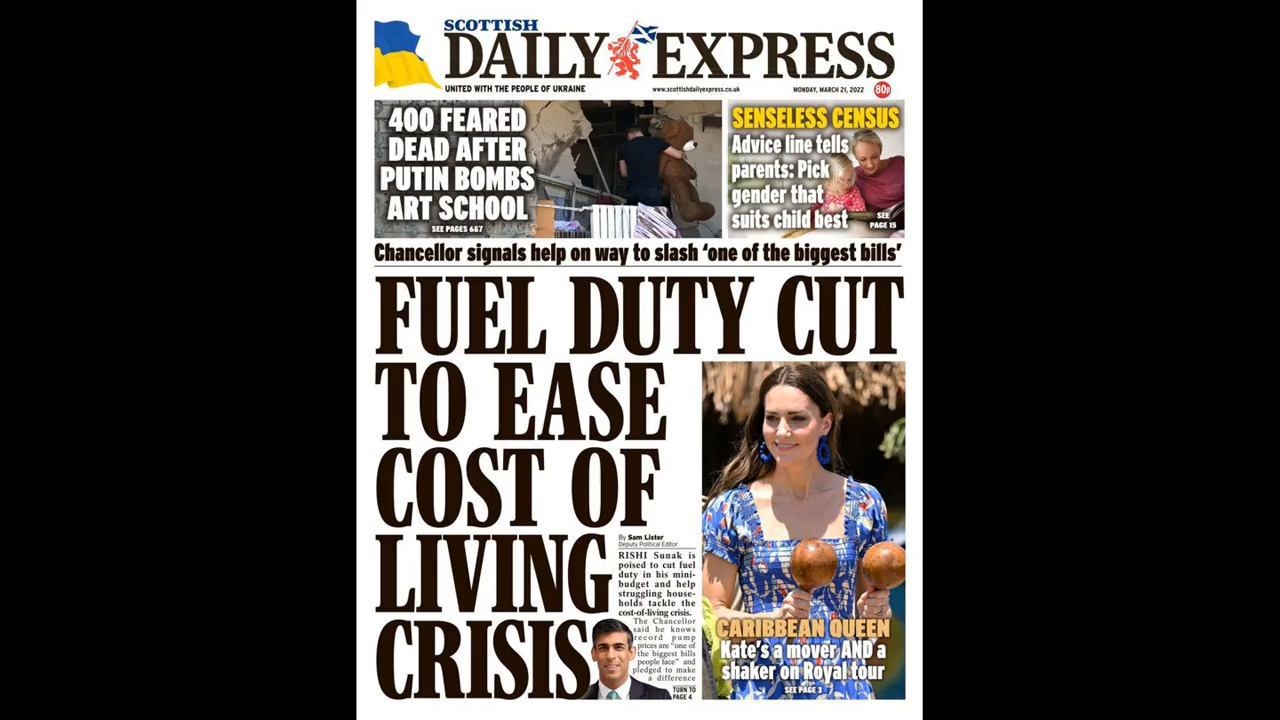 SCOTTISH
DAILY EXPRESS
UNITED WITH THE PEOPLE OF UKRAINE
www.scottishdailyexpress.co.uk
MONDAY, MARCH 21, 2022
80p
400 FEARED
DEAD AFTER
PUTIN BOMBS
ART SCHOOL
SEE PAGES 6&7
SENSELESS CENSUS
Advice line tells
parents: Pick
gender that
suits child best
SEE
PAGE 15
Chancellor signals help on way to slash ‘one of the biggest bills’
FUEL DUTY CUT
TO EASE
COST OF
LIVING
CRISIS
By Sam Lister
Deputy Political Editor
RISHI Sunak is
poised to cut fuel
duty in his mini-
budget and help
struggling house-
holds tackle the
cost-of-living crisis.
The Chancellor
said he knows
record pump
prices are “one of
the biggest bills
people face” and
pledged to make
a difference
TURN TO
PAGE 4
CARIBBEAN QUEEN
Kate's a mover AND a
shaker on Royal tour
SEE PAGE 3